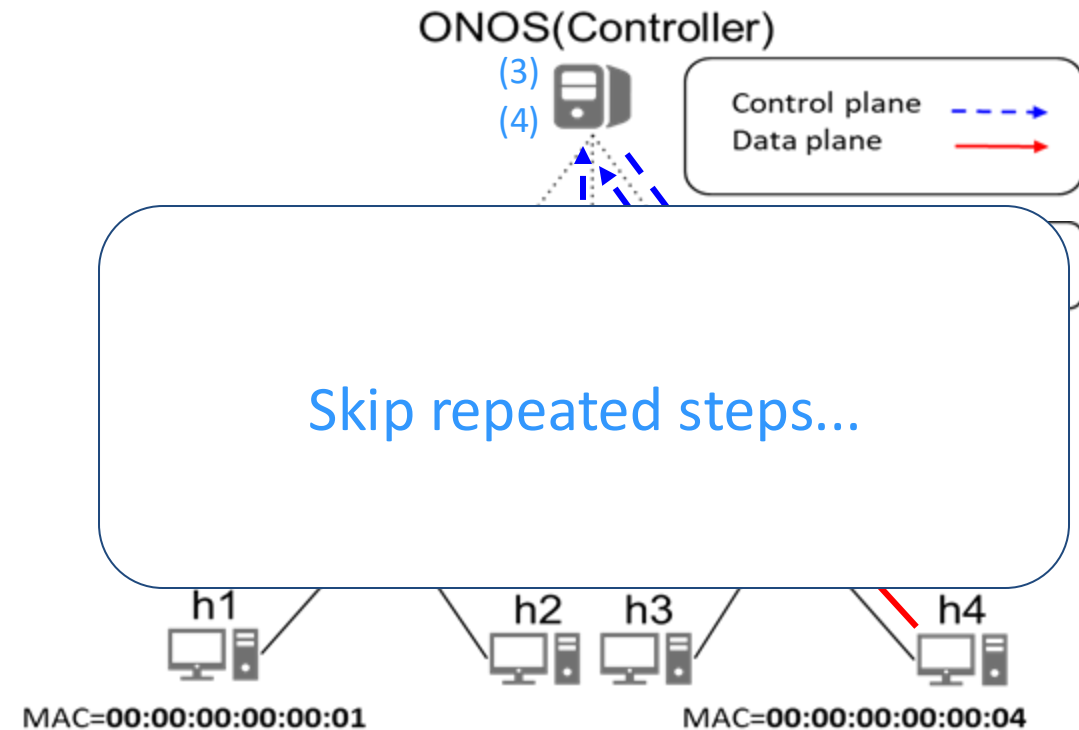 ONOS(Controller)
(3)
(4)
Control plane
Data plane
Skip repeated steps...
h1
h2
h3
h4
MAC=00:00:00:00:00:01
MAC=00:00:00:00:00:04